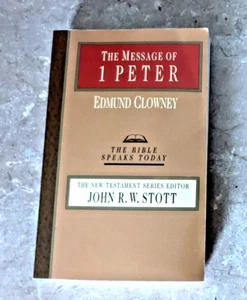 THE MESSAGE OF
1 PETER
EDMUND CLOWNEY
THE BIBLE
SPEAKS TODAY
THE NEW TESTAMENT SERIES EDITOR
JOHN R. W. STOTT